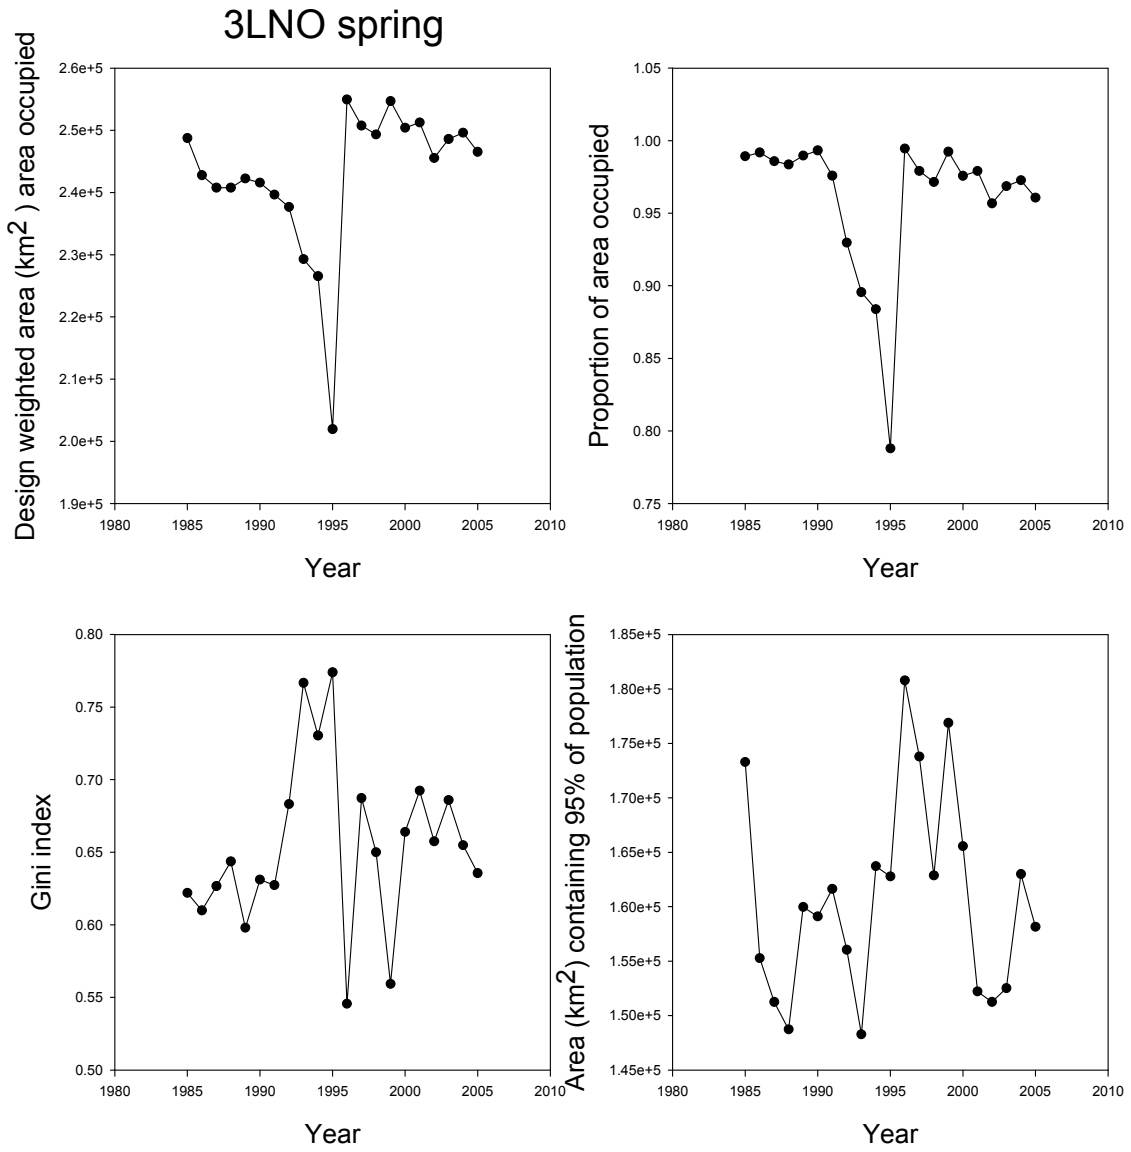 3LNO spring
Design weighted area (km2 ) area occupied
2.6e+5
2.5e+5
2.4e+5
2.3e+5
2.2e+5
2.1e+5
2.0e+5
1.9e+5
1980 1985 1990 1995 2000 2005 2010
Year
Proportion of area occupied
1.05
1.00
0.95
0.90
0.85
0.80
0.75
1980 1985 1990 1995 2000 2005 2010
Year
Gini index
0.80
0.75
0.70
0.65
0.60
0.55
0.50
1980 1985 1990 1995 2000 2005 2010
Year
Area (km2) containing 95% of population
1.85e+5
1.80e+5
1.75e+5
1.70e+5
1.65e+5
1.60e+5
1.55e+5
1.50e+5
1.45e+5
1980 1985 1990 1995 2000 2005 2010
Year